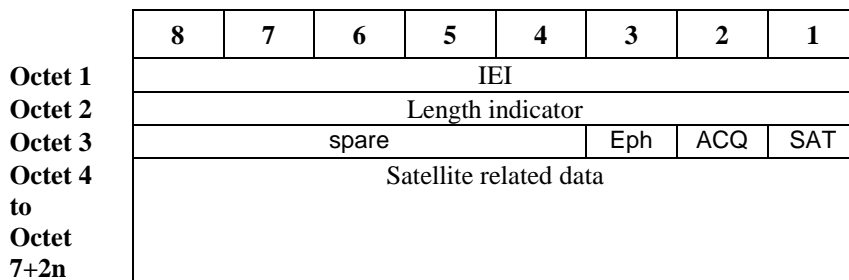 8 7 6 5 4 3 2 1
Octet 1 IEI
Octet 2 Length indicator
Octet 3 spare Eph ACQ SAT
Octet 4 Satellite related data
to
Octet
7+2n